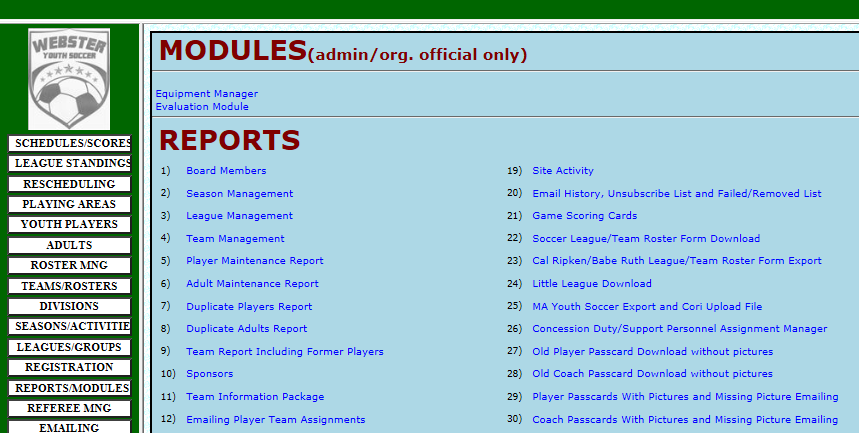 WEBSTER
YOUTH SOCCER
SCHEDULES/SCORES
LEAGUE STANDINGS
RESCHEDULING
PLAYING AREAS
YOUTH PLAYERS
ADULTS
ROSTER MNG
TEAMS/ROSTERS
DIVISIONS
SEASONS/ACTIVITIE
LEAGUES/GROUPS
REGISTRATION
REPORTS/MODULES
REFEREE MNG
EMAILING
MODULES(admin/org. official only)
Equipment Manager
Evaluation Module
REPORTS
1) Board Members
2) Season Management
3) League Management
4) Team Management
5) Player Maintenance Report
6) Adult Maintenance Report
7) Duplicate Players Report
8) Duplicate Adults Report
9) Team Report Including Former Players
10) Sponsors
11) Team Information Package
12) Emailing Player Team Assignments
19) Site Activity
20) Email History, Unsubscribe List and Failed/Removed List
21) Game Scoring Cards
22) Soccer League/Team Roster Form Download
23) Cal Ripken/Babe Ruth League/Team Roster Form Export
24) Little League Download
25) MA Youth Soccer Export and Cori Upload File
26) Concession Duty/Support Personnel Assignment Manager
27) Old Player Passcard Download without pictures
28) Old Coach Passcard Download without pictures
29) Player Passcards With Pictures and Missing Picture Emailing
30) Coach Passcards With Pictures and Missing Picture Emailing